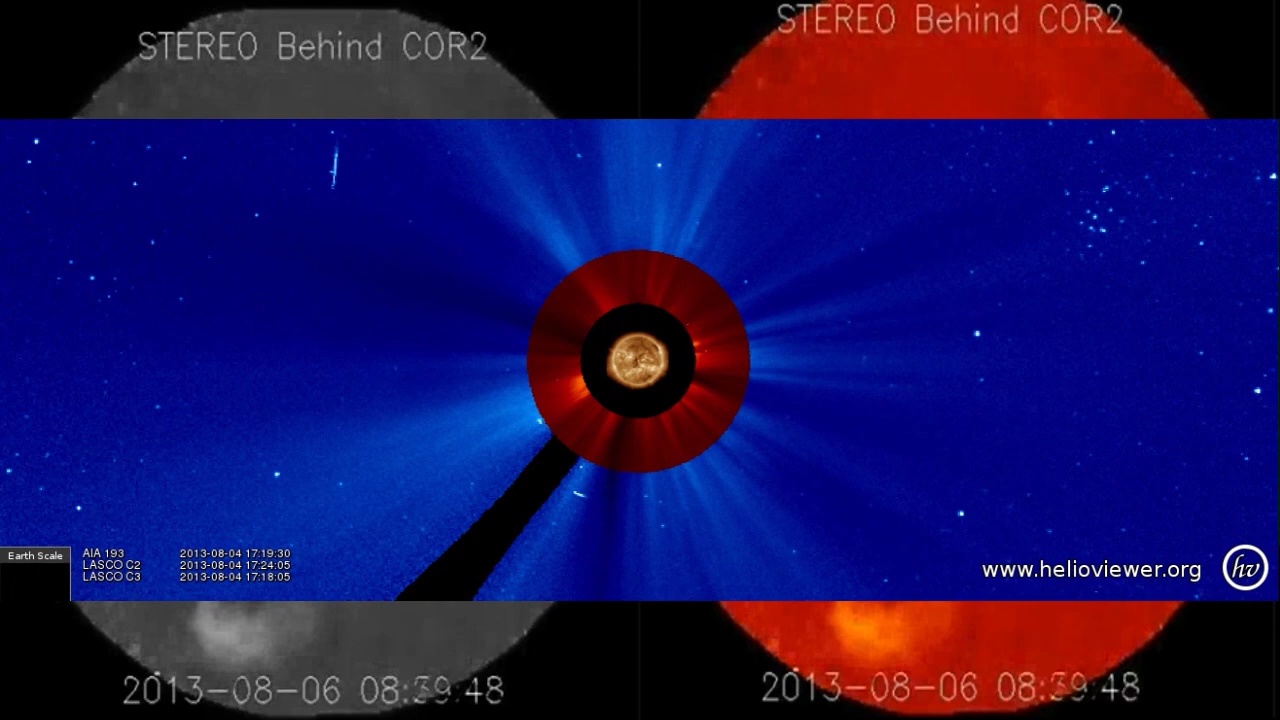 STEREO Behind COR2
STEREO Behind COR2
Earth Scale
AIA 193 2013-08-04 17:19:30
LASCO C2 2013-08-04 17:24:05
LASCO C3 2013-08-04 17:18:05
www.helioviewer.org
hv
2013-08-06 08:39:48
2013-08-06 08:39:48